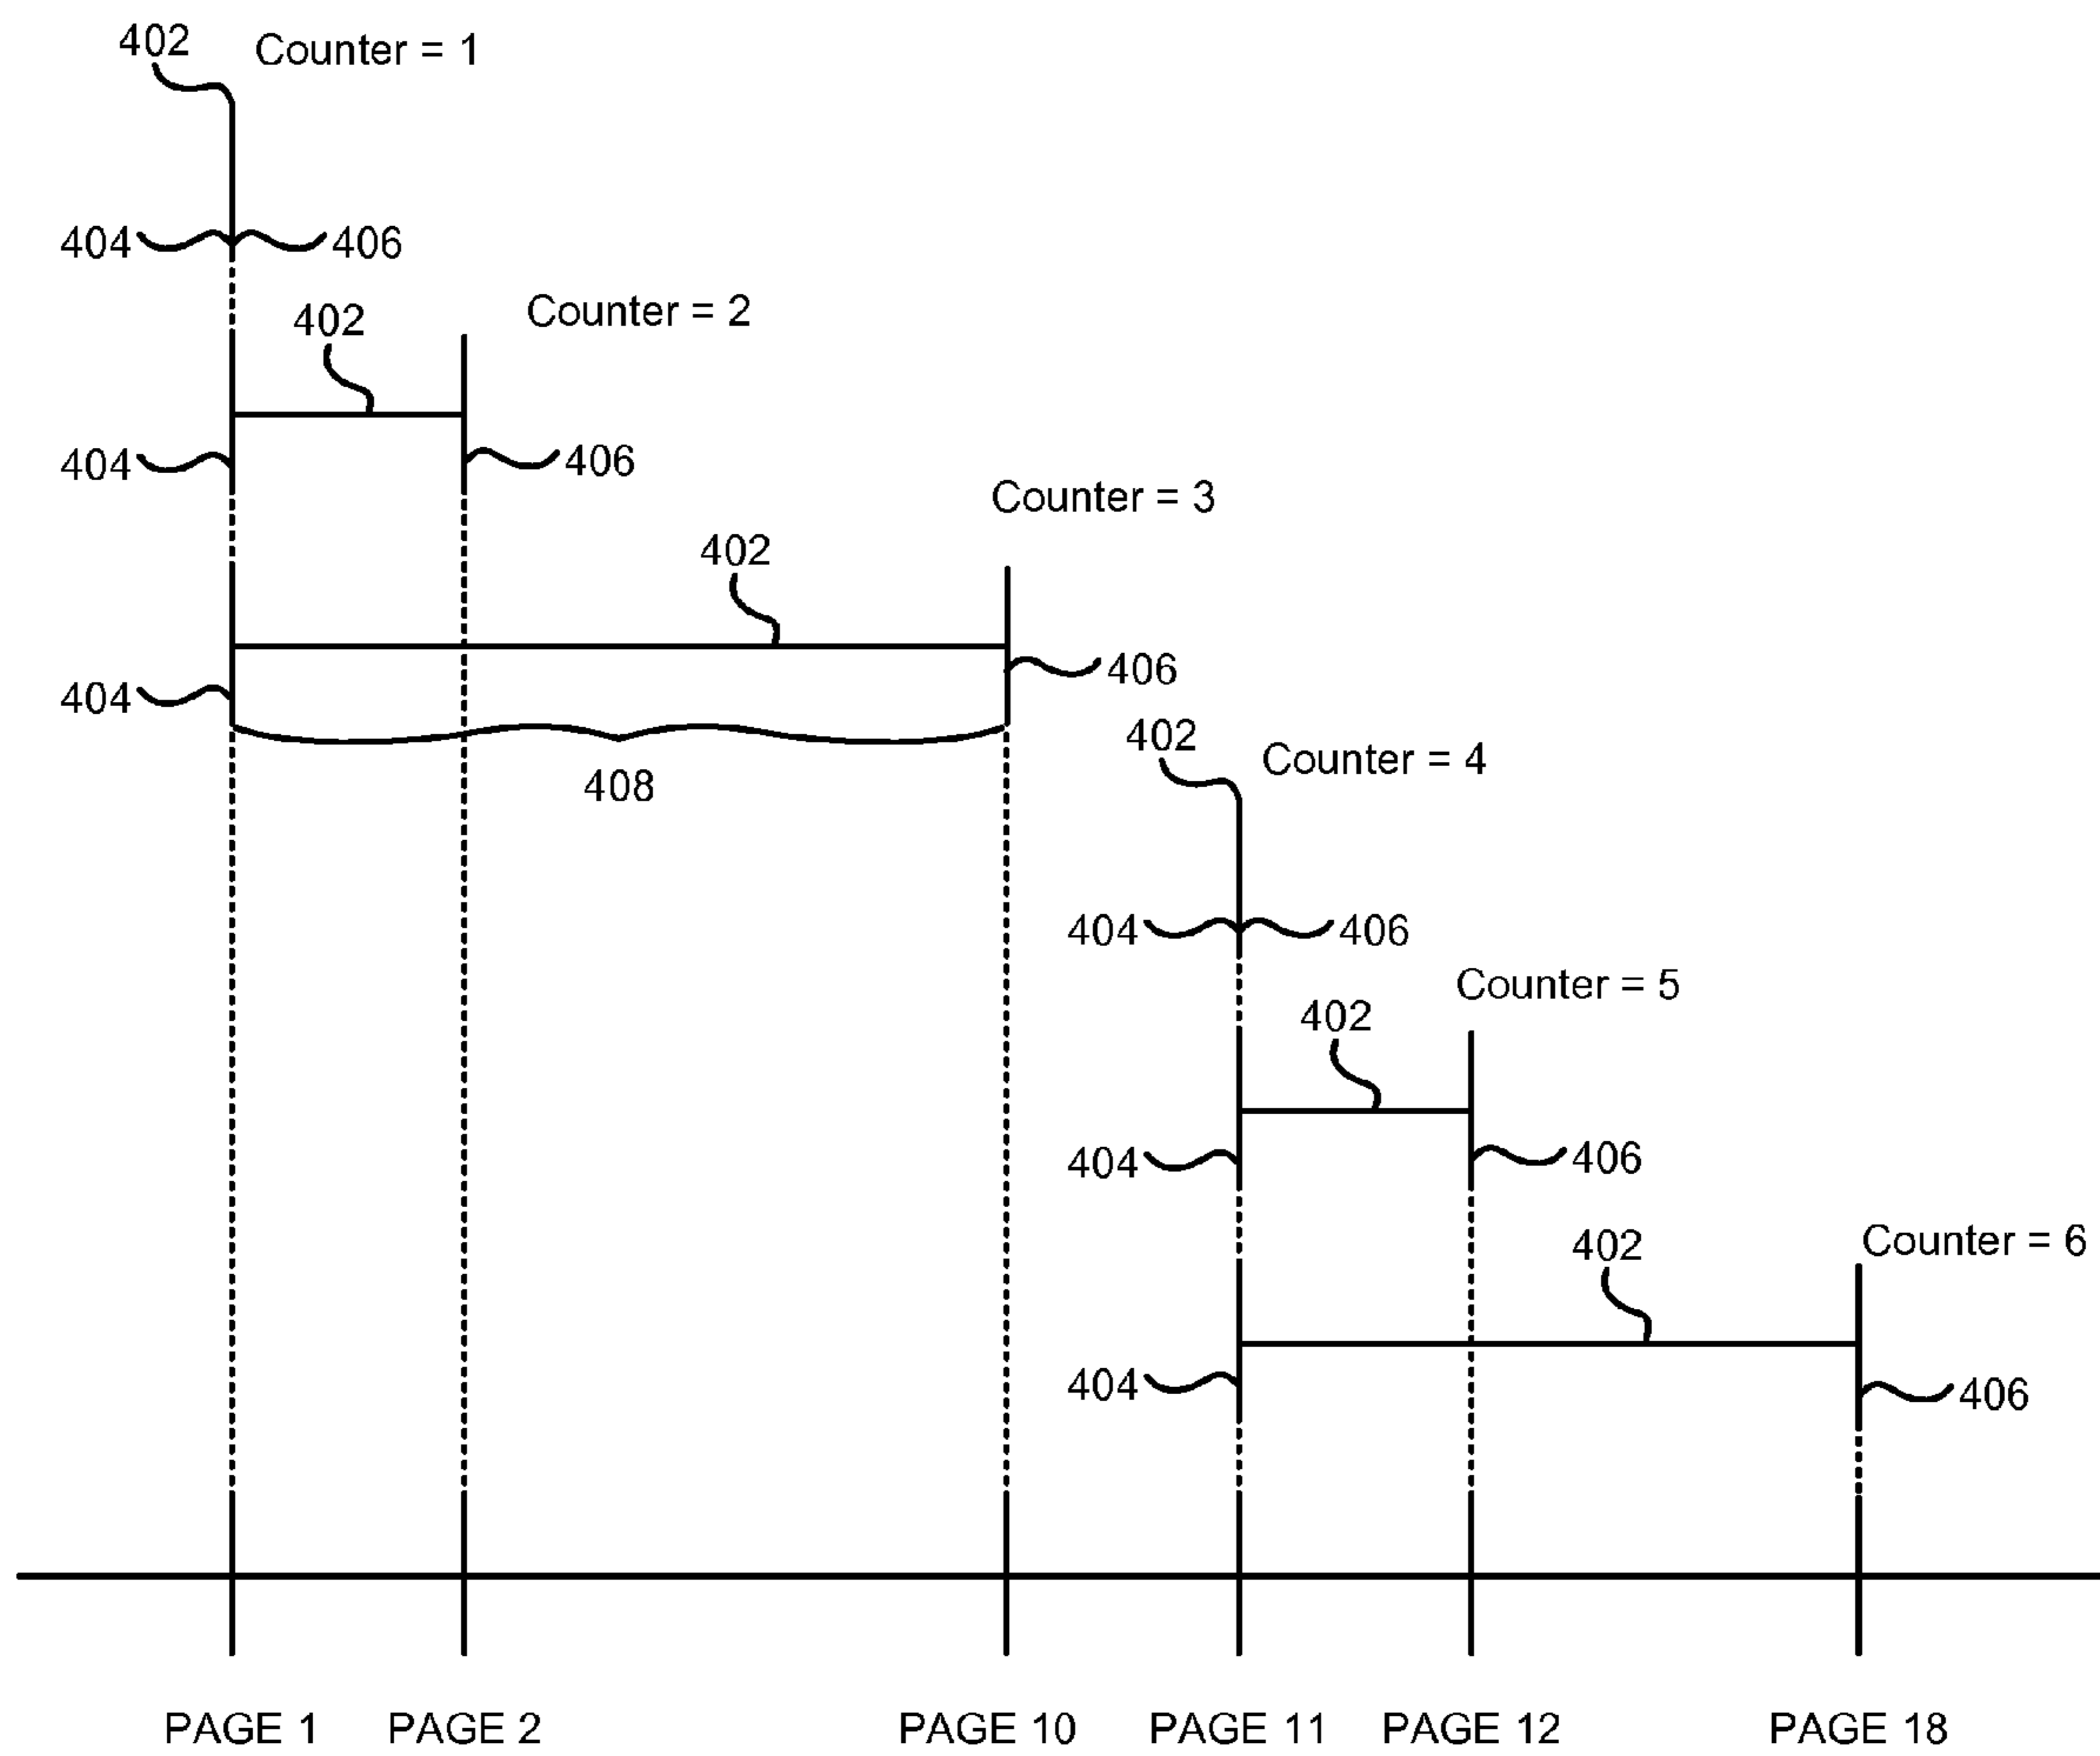 402 Counter = 1
404 406
402 Counter = 2
404 406
Counter = 3
402
404 406
408
402 Counter = 4
404 406
Counter = 5
402
404 406
402 Counter = 6
404 406
PAGE 1 PAGE 2 PAGE 10 PAGE 11 PAGE 12 PAGE 18